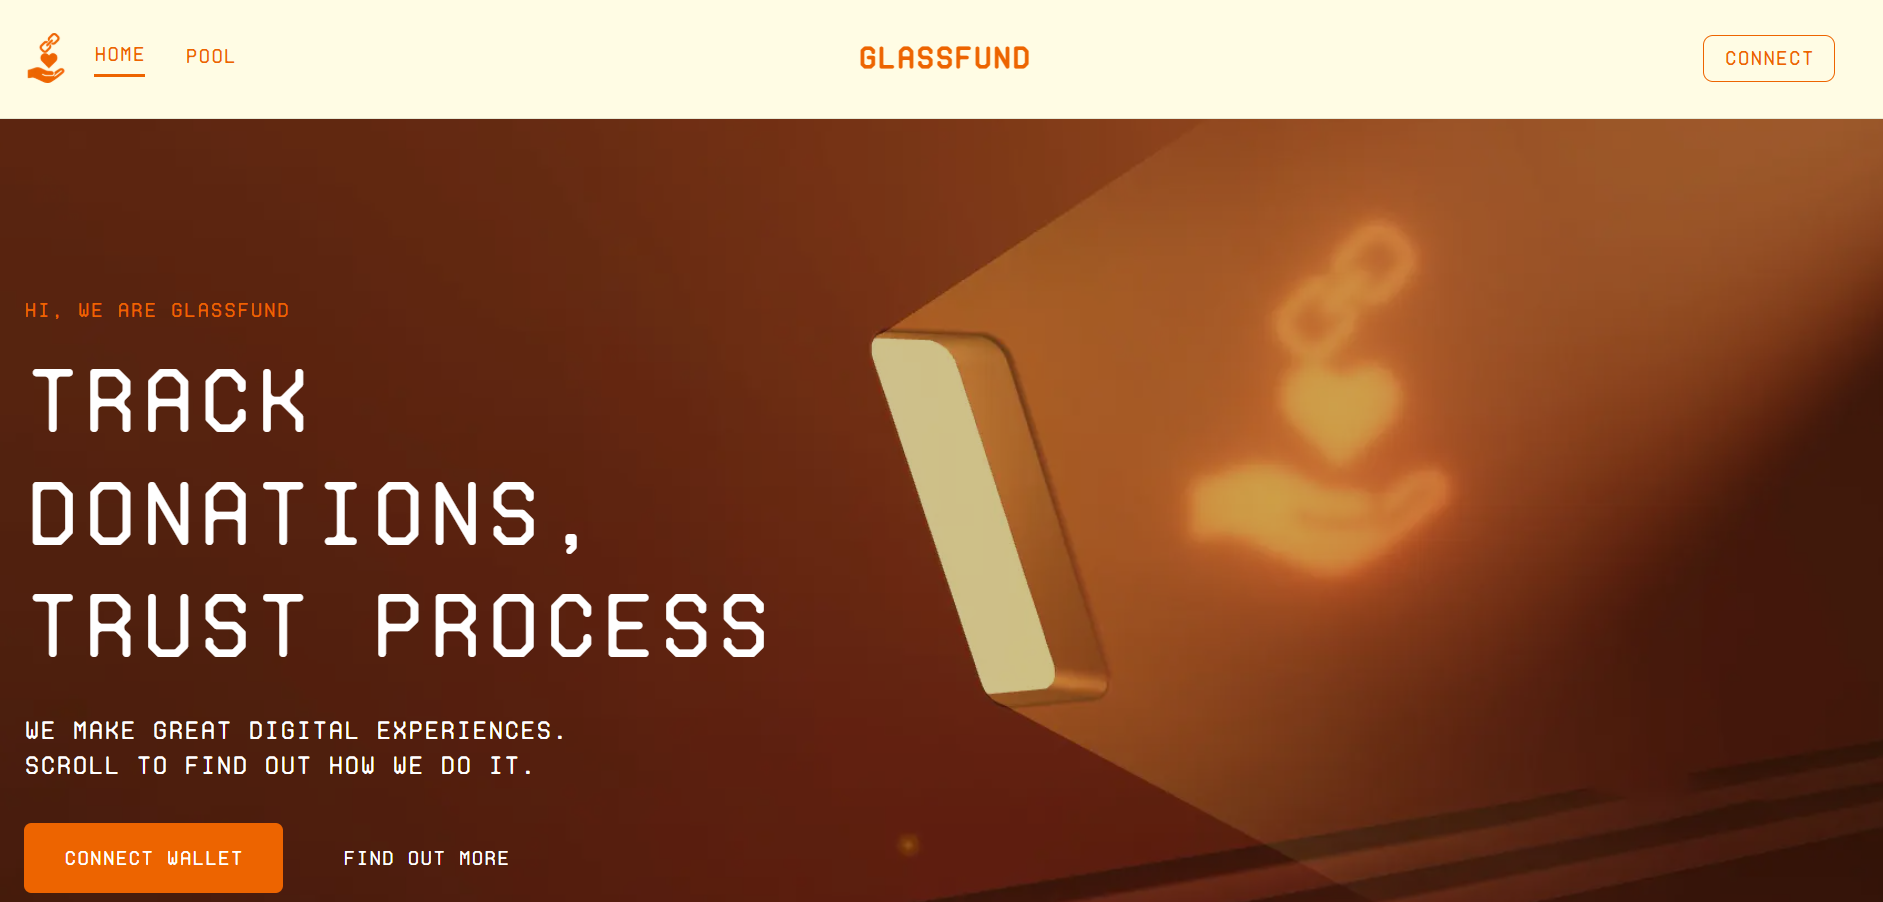 HOME
POOL
GLASSFUND
CONNECT
HI, WE ARE GLASSFUND
TRACK
DONATIONS,
TRUST PROCESS
WE MAKE GREAT DIGITAL EXPERIENCES.
SCROLL TO FIND OUT HOW WE DO IT.
CONNECT WALLET
FIND OUT MORE